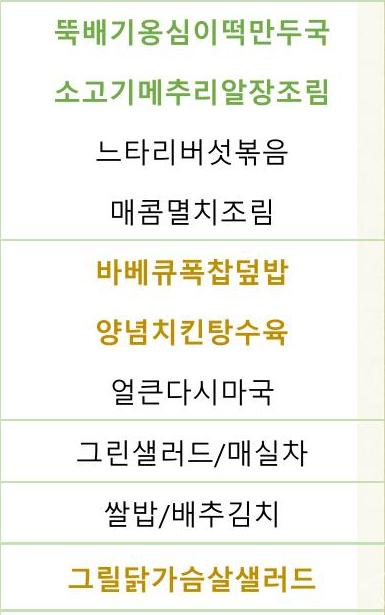 뚝배기옹심이떡만두국
소고기메추리알장조림
느타리버섯볶음
매콤멸치조림
바베큐폭찹덮밥
양념치킨탕수육
얼큰다시마국
그린샐러드/매실차
쌀밥/배추김치
그릴닭가슴살샐러드